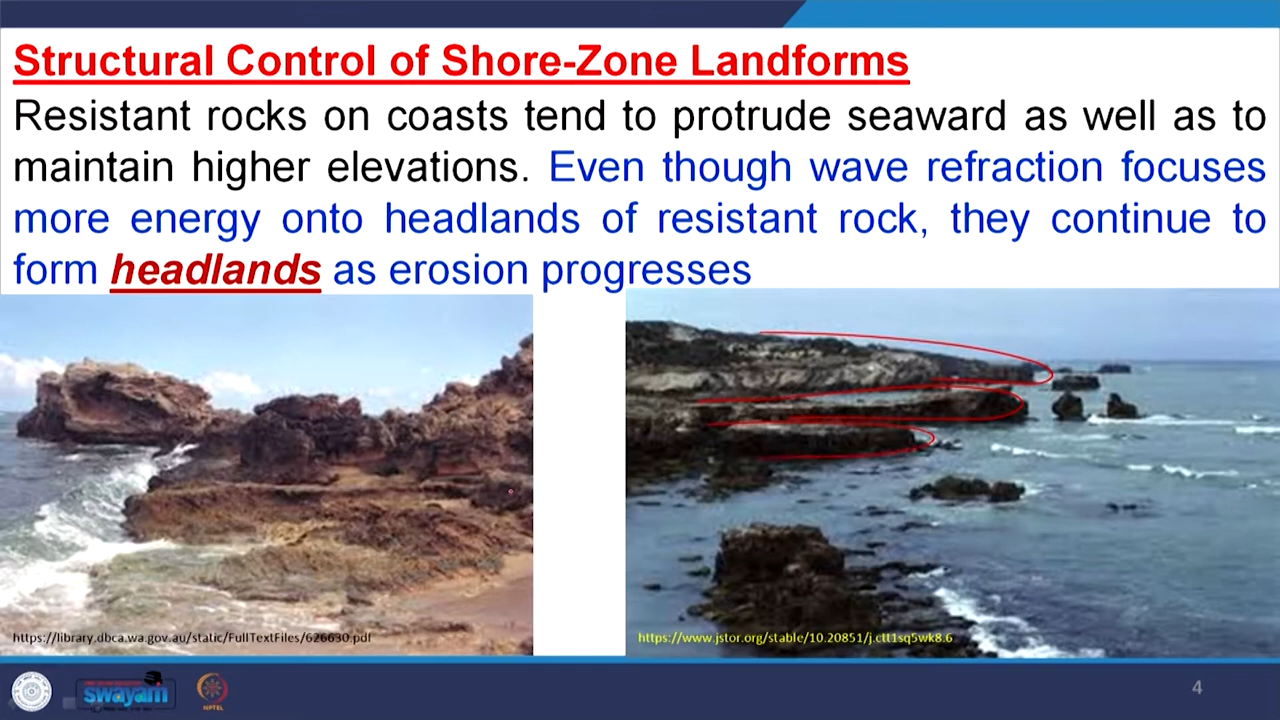 Structural Control of Shore-Zone Landforms
Resistant rocks on coasts tend to protrude seaward as well as to
maintain higher elevations. Even though wave refraction focuses
more energy onto headlands of resistant rock, they continue to
form headlands as erosion progresses
https://library.dbca.wa.gov.au/static/FullTextFiles/626630.pdf
https://www.jstor.org/stable/10.20851/j.ctt1sq5wk8.6
swayam
NPTEL
4